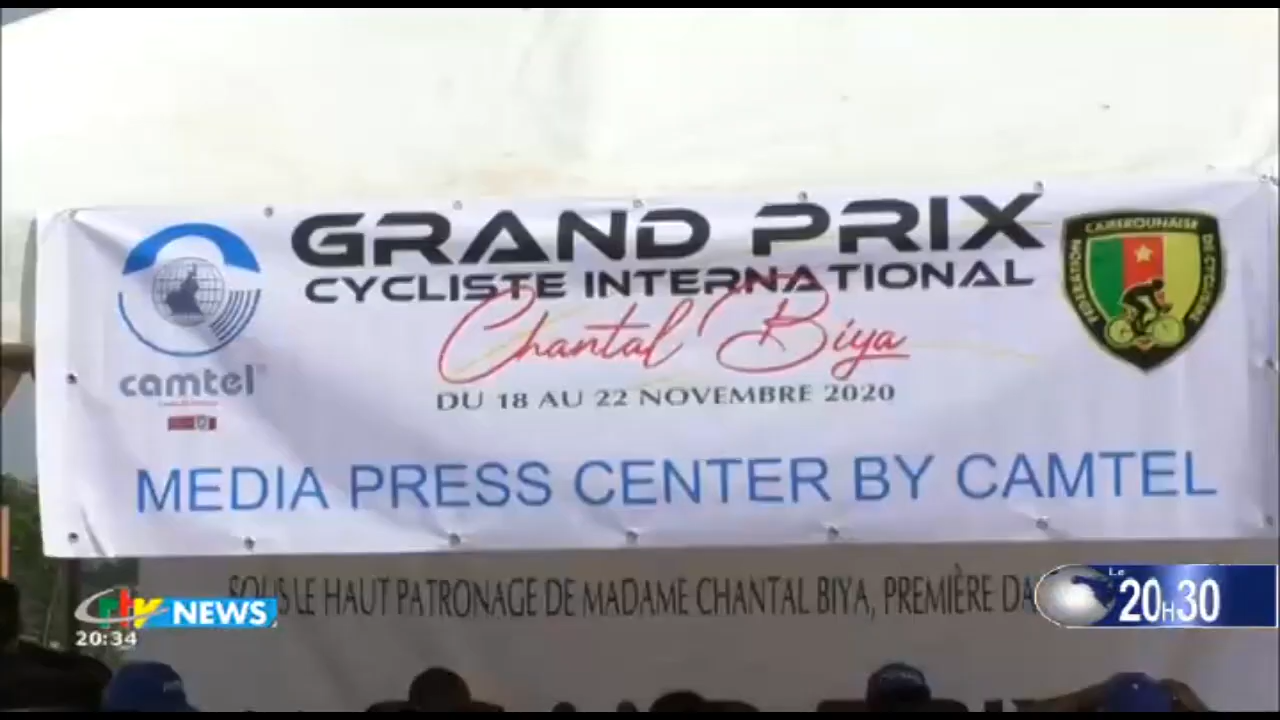 GRAND PRIX
CYCLISTE INTERNATIONAL
Chantal Biya
DU 18 AU 22 NOVEMBRE 2020
camtel
FEDERATION CAMEROUNAISE DE CYCLISME
MEDIA PRESS CENTER BY CAMTEL
SOUS LE HAUT PATRONAGE DE MADAME CHANTAL BIYA, PREMIÈRE
crtv NEWS
20:34
Le 20H30